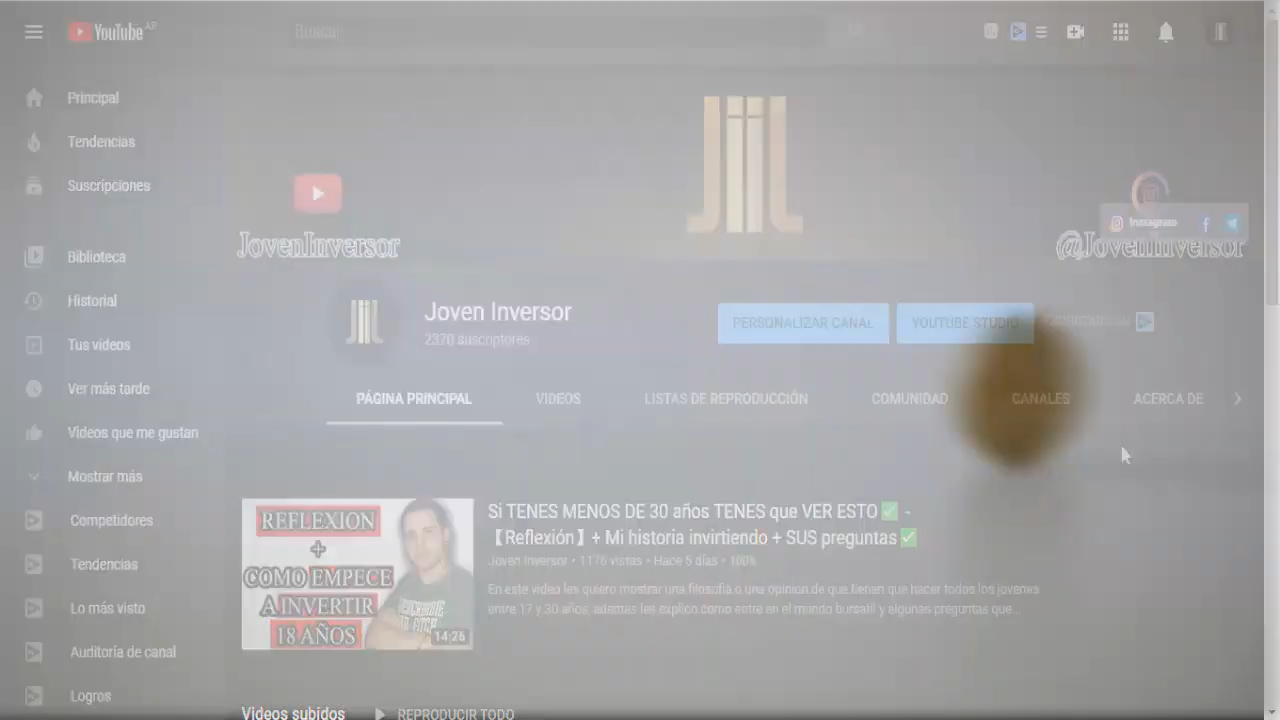 YouTube AR
Buscar
Principal
Tendencias
Suscripciones
Biblioteca
Historial
Tus videos
Ver más tarde
Videos que me gustan
Mostrar más
Competidores
Tendencias
Lo más visto
Auditoría de canal
Logros
JovenInversor
Instagram
@JovenInversor
Joven Inversor
2370 suscriptores
PERSONALIZAR CANAL
YOUTUBE STUDIO
PÁGINA PRINCIPAL
VIDEOS
LISTAS DE REPRODUCCIÓN
COMUNIDAD
CANALES
ACERCA DE
REFLEXION
+
COMO EMPECE
A INVERTIR
18 AÑOS
14:26
Si TENES MENOS DE 30 años TENES que VER ESTO ✅ -
【Reflexión】+ Mi historia invirtiendo + SUS preguntas ✅
Joven Inversor • 1176 vistas • Hace 5 días • 100%
En este video les quiero mostrar una filosofia o una opinion de que tienen que hacer todos los jovenes
entre 17 y 30 años, ademas les explico como entre en el mundo bursatil y algunas preguntas que...
Videos subidos
REPRODUCIR TODO